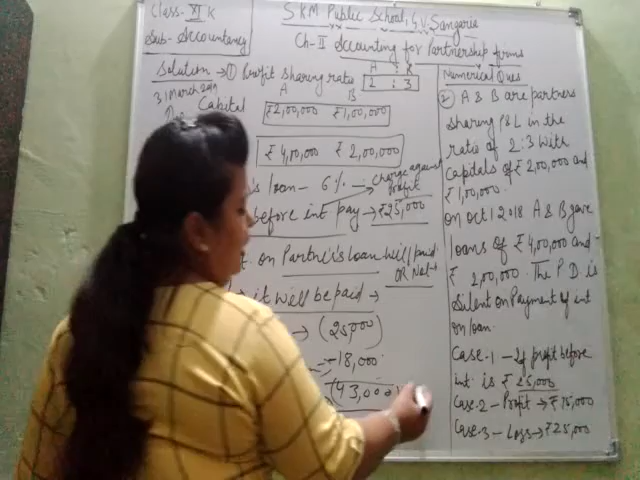 Class- XI K
Sub- Accountancy
SKM Public School, G.V. Sangaria
Ch-II Accounting for Partnership firms
Solution → ① Profit sharing ratio
A : B
2 : 3
31 March 2019
Capital
A B
₹2,00,000 ₹1,00,000
₹ 4,00,000 ₹ 2,00,000
's loan - 6% → charge against
Profit
before int pay → ₹25,000
on Partner's loan will paid
OR Not
it will be paid →
→ (25,000)
- 18,000
(43,000
Numerical Ques
② A & B are partners
sharing P&L in the
ratio of 2:3 with
capitals of ₹ 2,00,000 and
₹1,00,000.
on Oct 1 2018 A & B gave
loans of ₹ 4,00,000 and
₹ 2,00,000. The P D is
silent on Payment of int
on loan.
Case-1 - If profit before
int. is ₹ 25,000
Case-2 - Profit → ₹ 15,000
Case-3 - Loss → ₹25,000